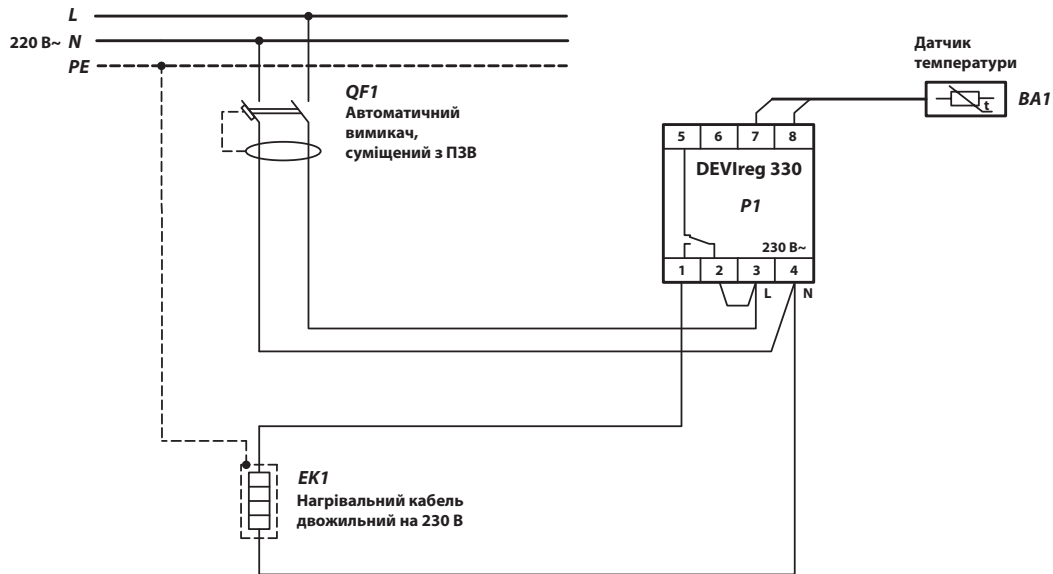 L
220 В~ N
PE
QF1
Автоматичний
вимикач,
суміщений з ПЗВ
Датчик
температури
t
BA1
5 6 7 8
DEVIreg 330
P1
230 В~
1 2 3 4
L N
EK1
Нагрівальний кабель
двожильний на 230 В